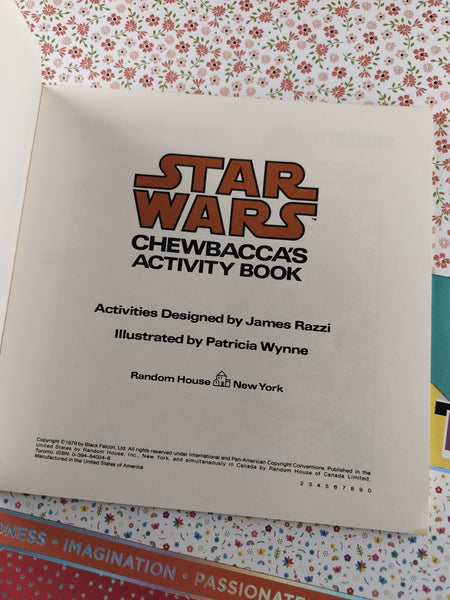 STAR
WARS™
CHEWBACCA'S
ACTIVITY BOOK
Activities Designed by James Razzi
Illustrated by Patricia Wynne
Random House New York
Copyright © 1979 by Black Falcon, Ltd. All rights reserved under International and Pan-American Copyright Conventions. Published in the
United States by Random House, Inc., New York, and simultaneously in Canada by Random House of Canada Limited,
Toronto. ISBN: 0-394-84034-8
Manufactured in the United States of America
2 3 4 5 6 7 8 9 0
T
DNESS • IMAGINATION • PASSIONATE